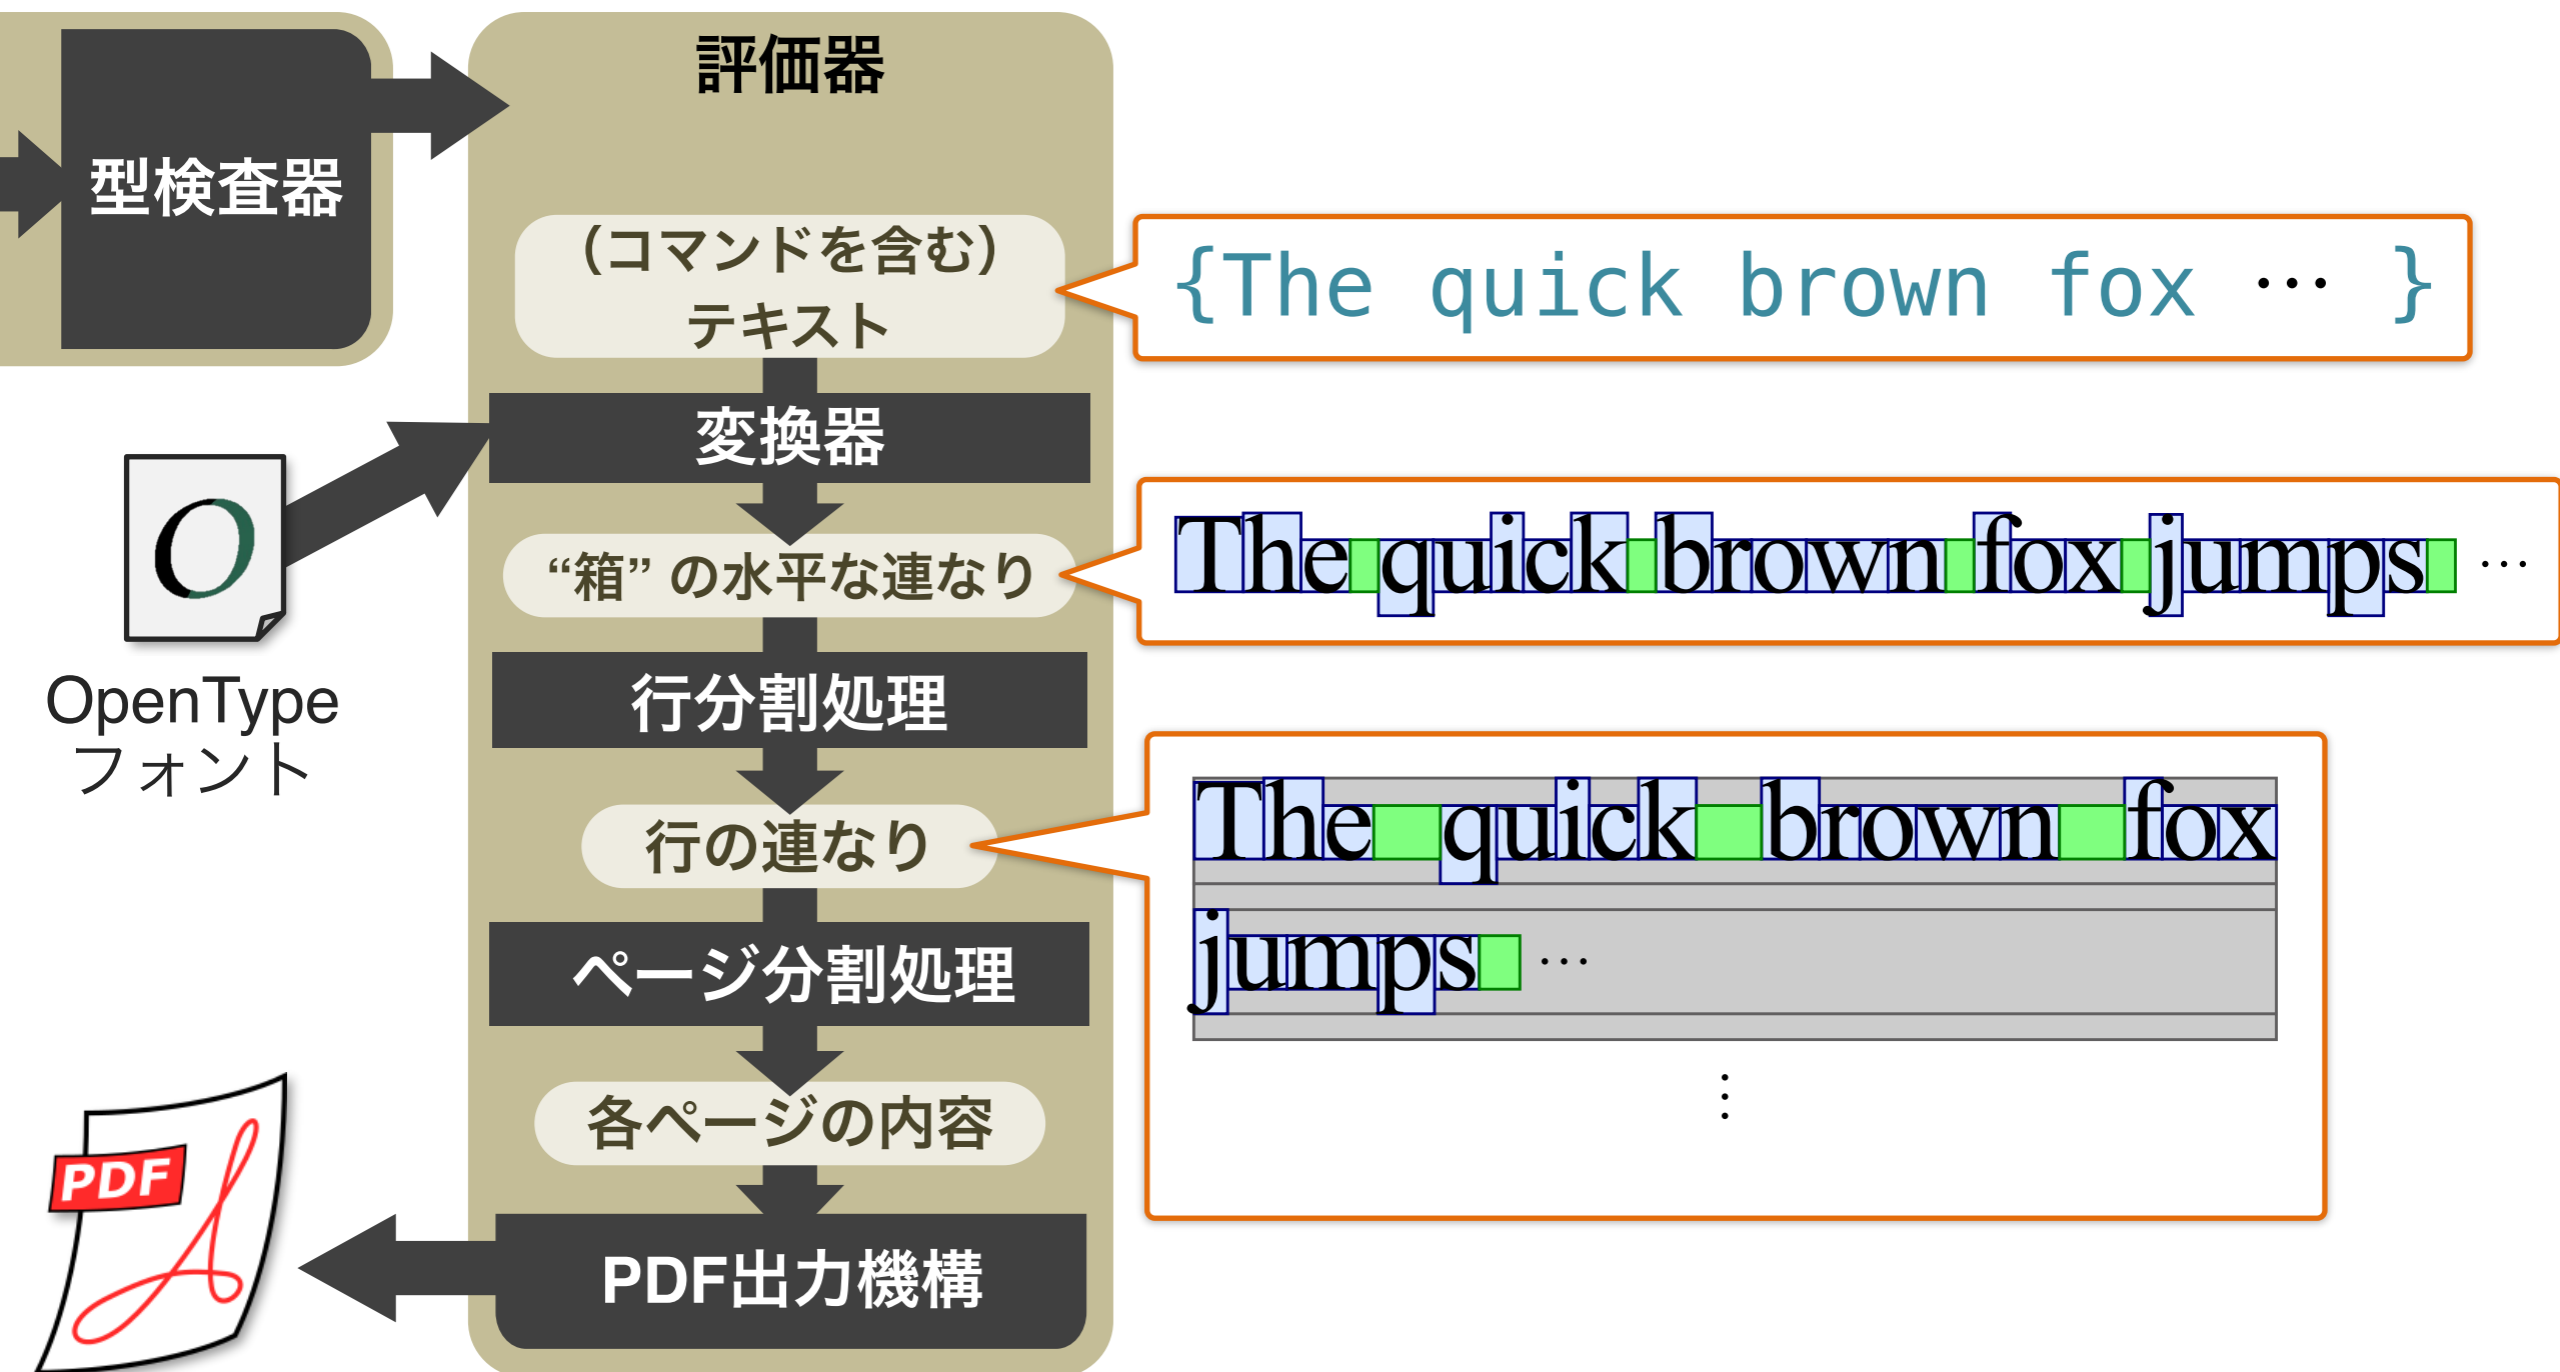 評価器
型検査器
（コマンドを含む）
テキスト
{The quick brown fox … }
変換器
“箱” の水平な連なり
The quick brown fox jumps …
OpenType
フォント
行分割処理
行の連なり
The quick brown fox
jumps …
⋮
ページ分割処理
各ページの内容
PDF
PDF出力機構